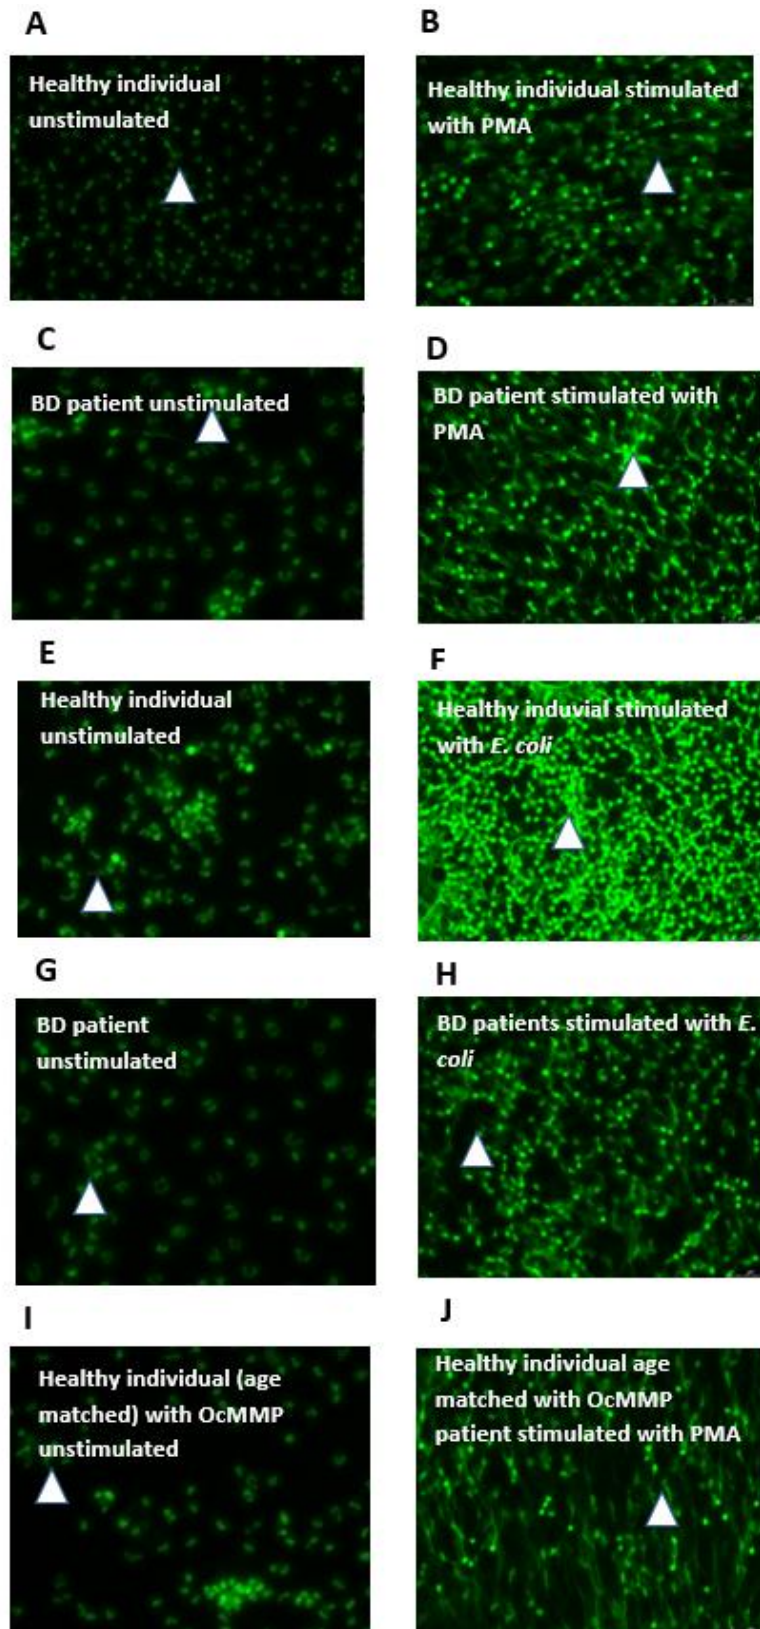 A
Healthy individual
unstimulated
B
Healthy individual stimulated
with PMA
C
BD patient unstimulated
D
BD patient stimulated with
PMA
E
Healthy individual
unstimulated
F
Healthy induvial stimulated
with E. coli
G
BD patient
unstimulated
H
BD patients stimulated with E.
coli
I
Healthy individual (age
matched) with OcMMP
unstimulated
J
Healthy individual age
matched with OcMMP
patient stimulated with PMA